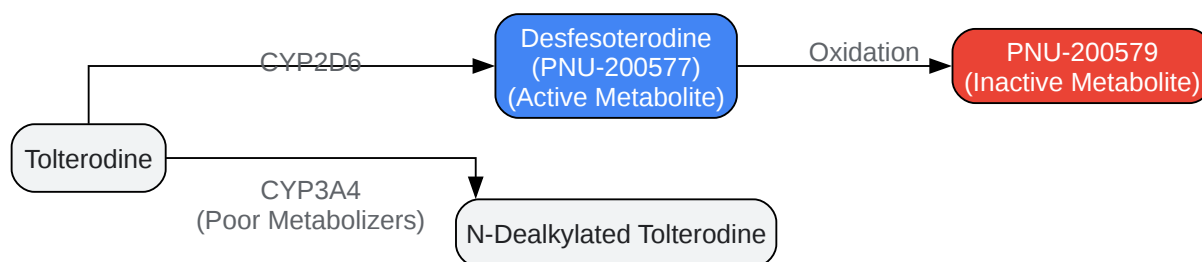 CYP2D6
Desfesoterodine
(PNU-200577)
(Active Metabolite)
Oxidation
PNU-200579
(Inactive Metabolite)
Tolterodine
CYP3A4
(Poor Metabolizers)
N-Dealkylated Tolterodine